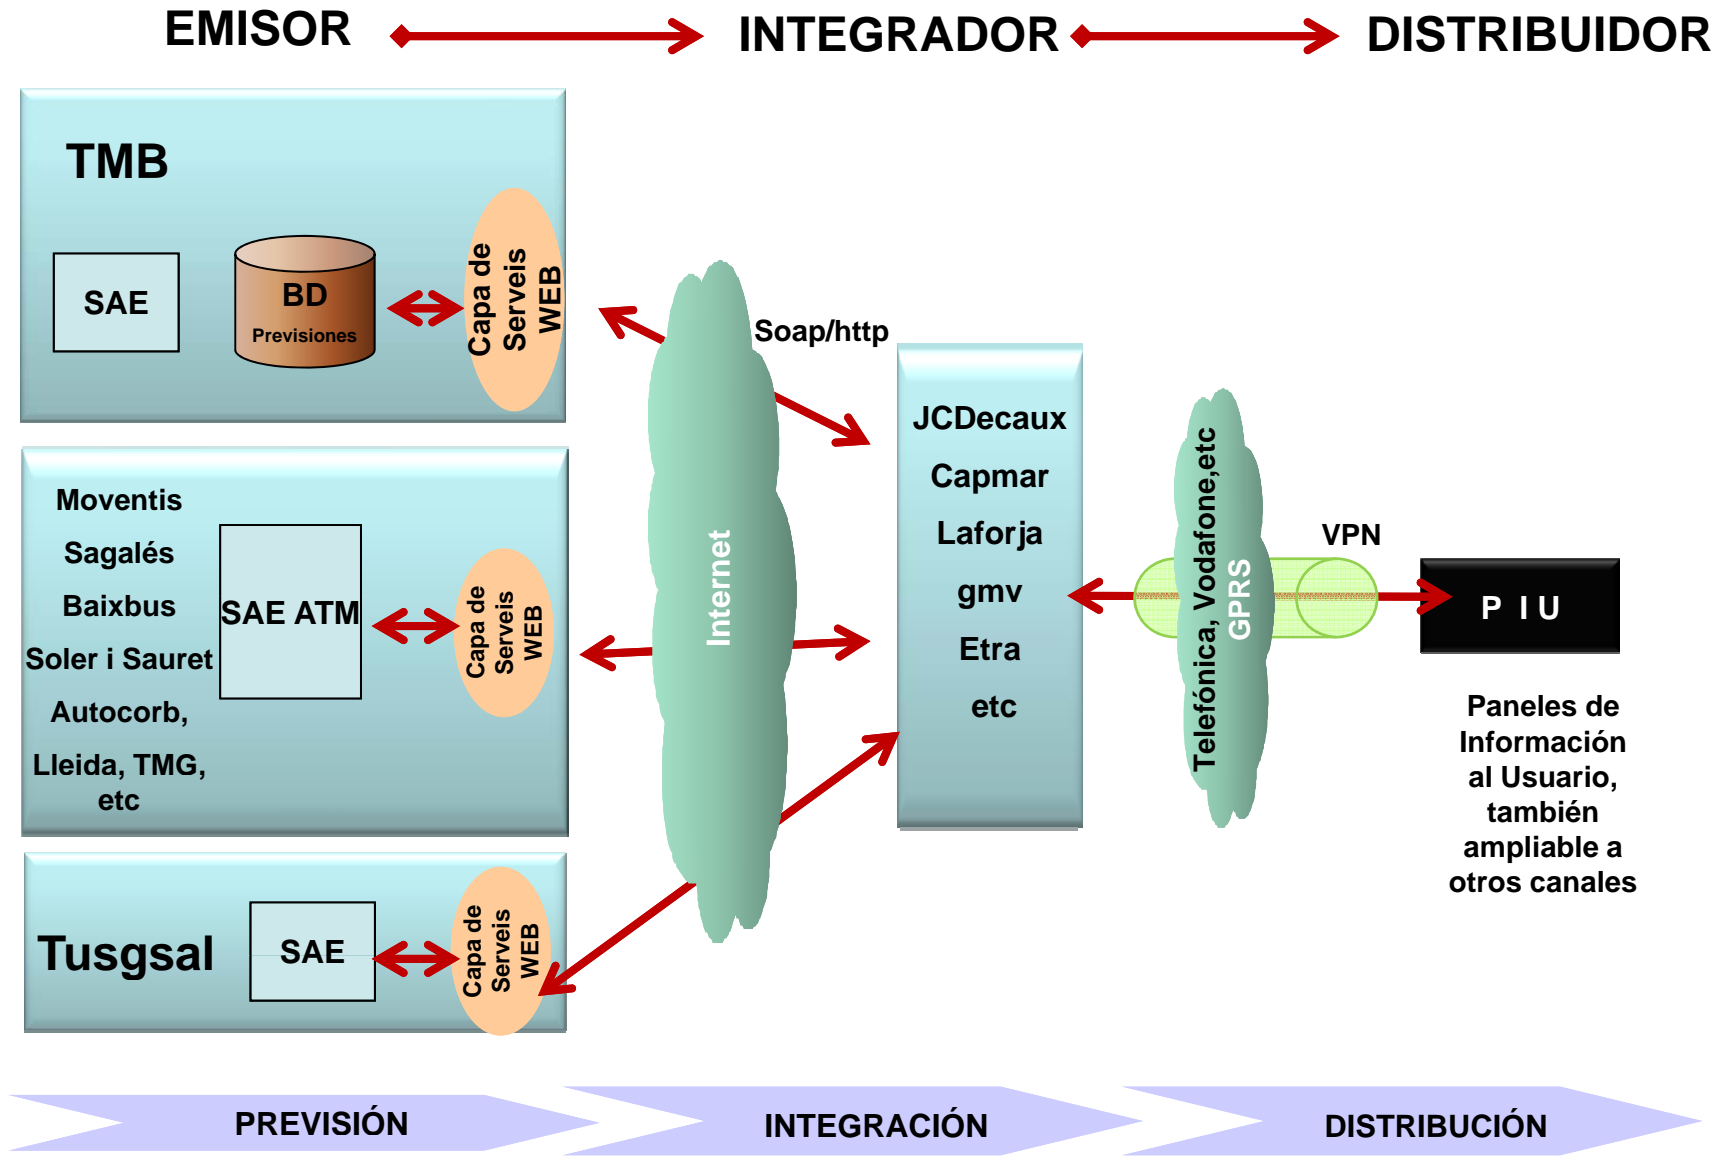 EMISOR
INTEGRADOR
DISTRIBUIDOR
TMB
SAE
BD
Previsiones
Capa de
Serveis
WEB
Moventis
Sagalés
Baixbus
Soler i Sauret
Autocorb,
Lleida, TMG,
etc
SAE ATM
Capa de
Serveis
WEB
Tusgsal
SAE
Capa de
Serveis
WEB
Internet
Soap/http
JCDecaux
Capmar
Laforja
gmv
Etra
etc
Telefónica, Vodafone,etc
GPRS
VPN
P I U
Paneles de
Información
al Usuario,
también
ampliable a
otros canales
PREVISIÓN
INTEGRACIÓN
DISTRIBUCIÓN